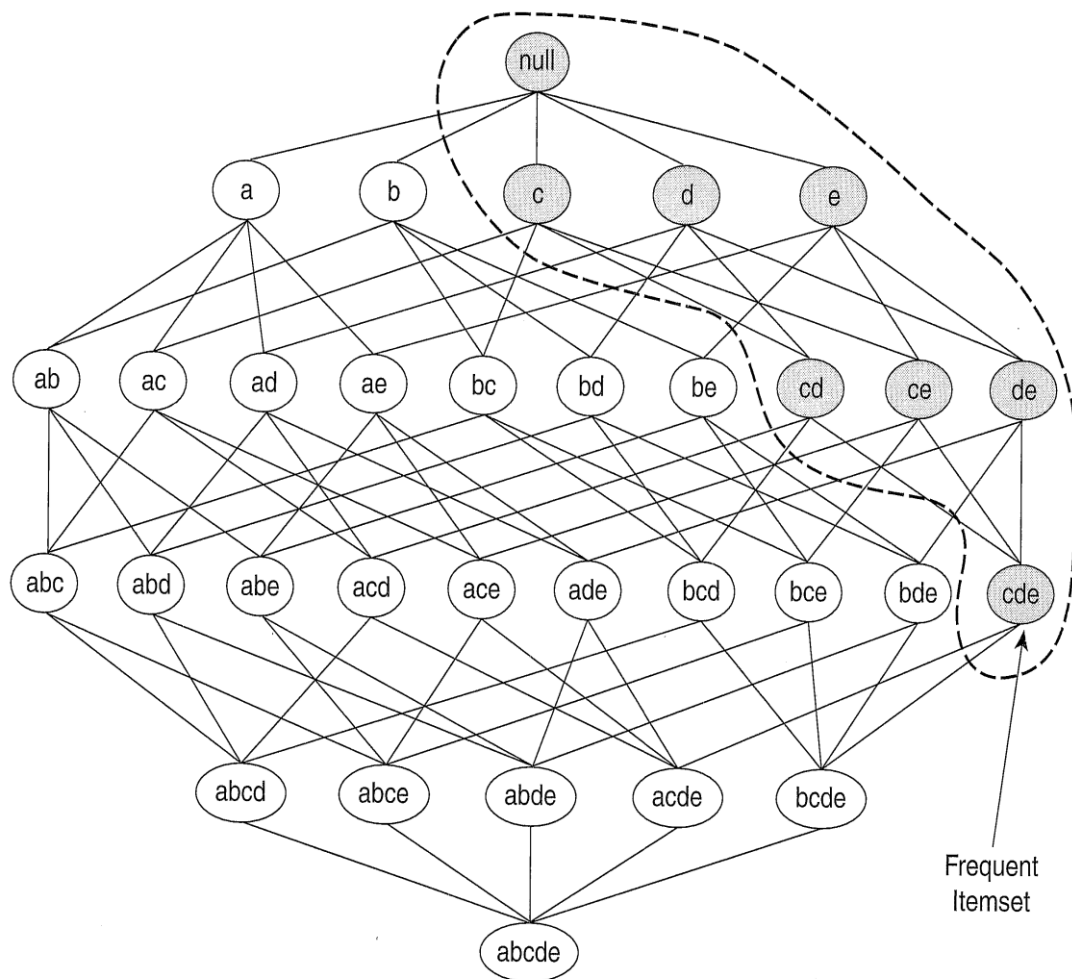 null
a b c d e
ab ac ad ae bc bd be cd ce de
abc abd abe acd ace ade bcd bce bde cde
abcd abce abde acde bcde
Frequent
Itemset
abcde